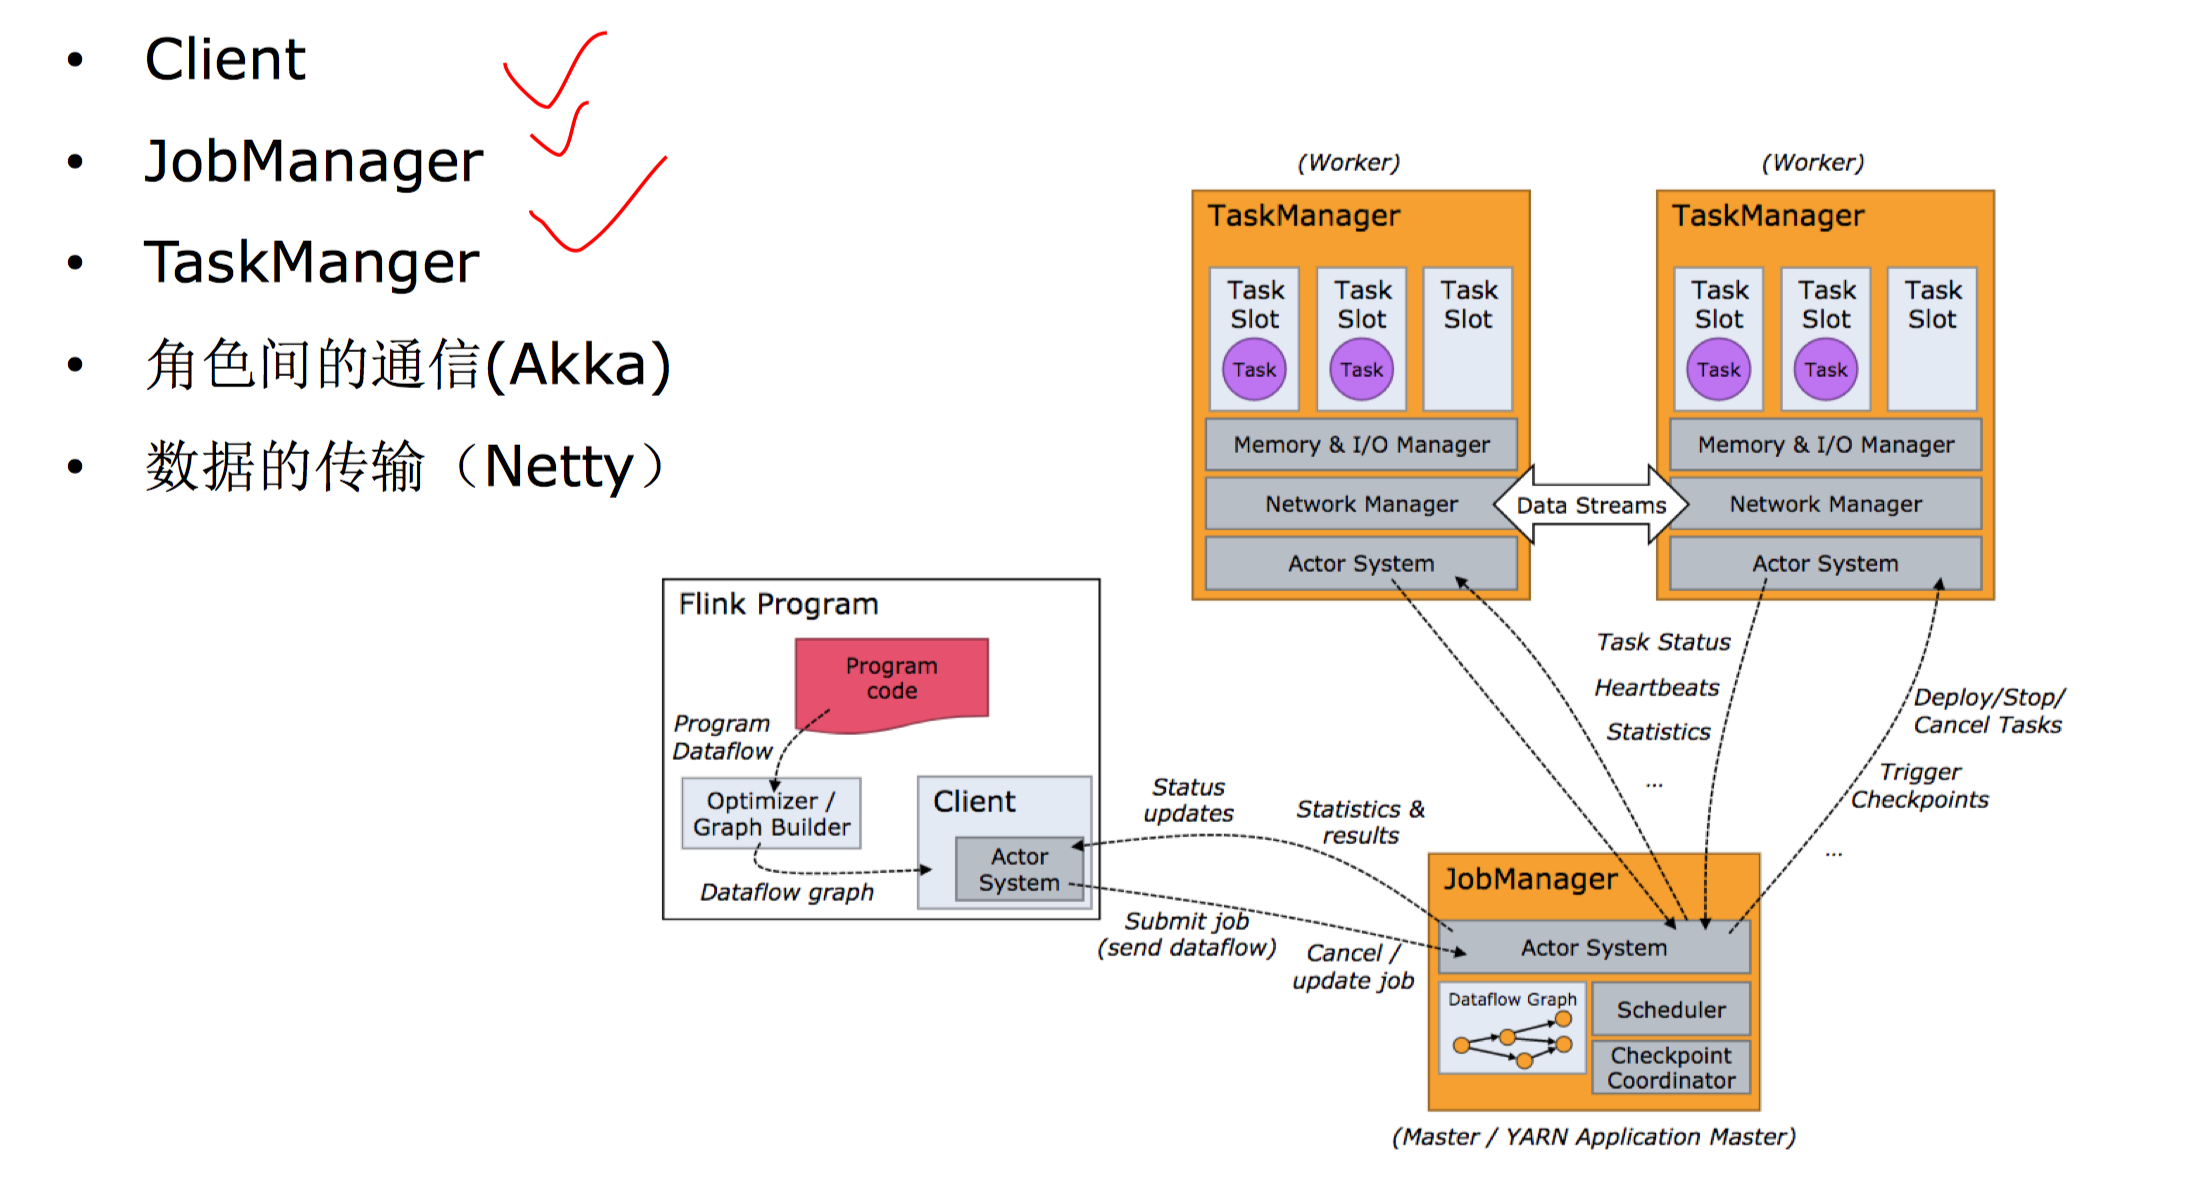 Client
JobManager
TaskManger
角色间的通信(Akka)
数据的传输（Netty）
(Worker)
TaskManager
Task
Slot
Task
Task
Slot
Task
Task
Slot
Memory & I/O Manager
Network Manager
Actor System
(Worker)
TaskManager
Task
Slot
Task
Task
Slot
Task
Task
Slot
Memory & I/O Manager
Network Manager
Actor System
Data Streams
Flink Program
Program
code
Program
Dataflow
Optimizer /
Graph Builder
Dataflow graph
Client
Actor
System
Status
updates
Statistics &
results
Submit job
(send dataflow)
Cancel /
update job
Task Status
Heartbeats
Statistics
...
Deploy/Stop/
Cancel Tasks
Trigger
Checkpoints
...
JobManager
Actor System
Dataflow Graph
Scheduler
Checkpoint
Coordinator
(Master / YARN Application Master)